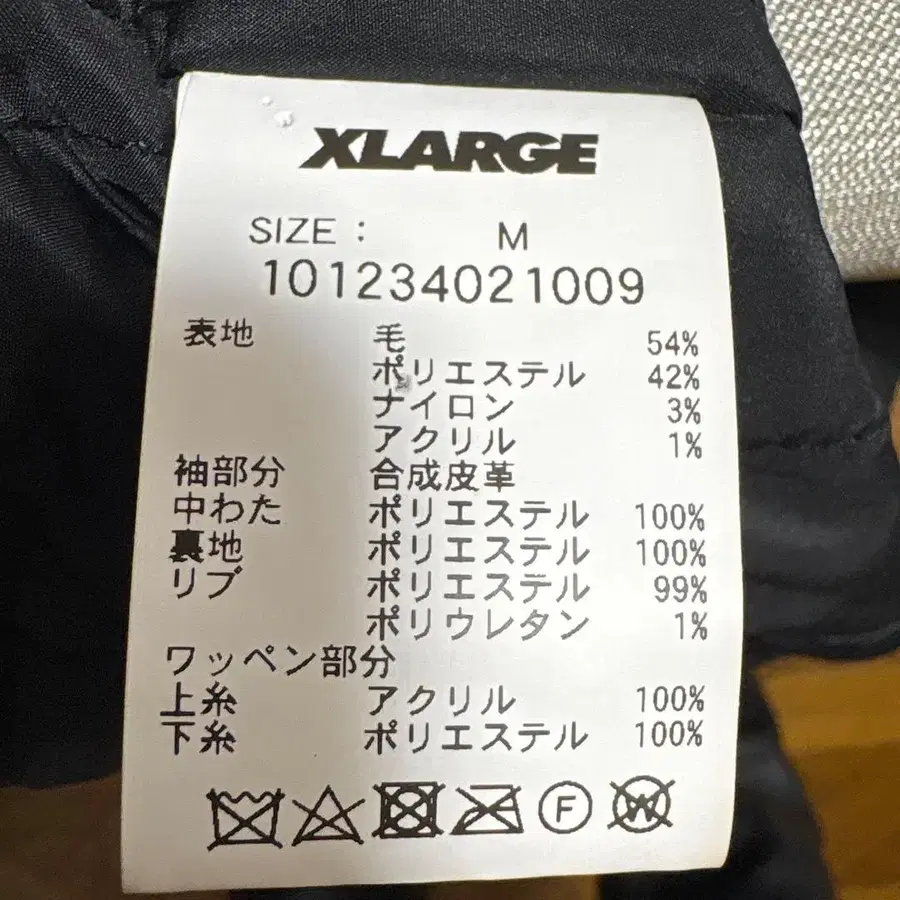 XLARGE
SIZE : M
101234021009
表地 毛 54%
ポリエステル 42%
ナイロン 3%
アクリル 1%
袖部分 合成皮革
中わた ポリエステル 100%
裏地 ポリエステル 100%
リブ ポリエステル 99%
ポリウレタン 1%
ワッペン部分
上糸 アクリル 100%
下糸 ポリエステル 100%
F W